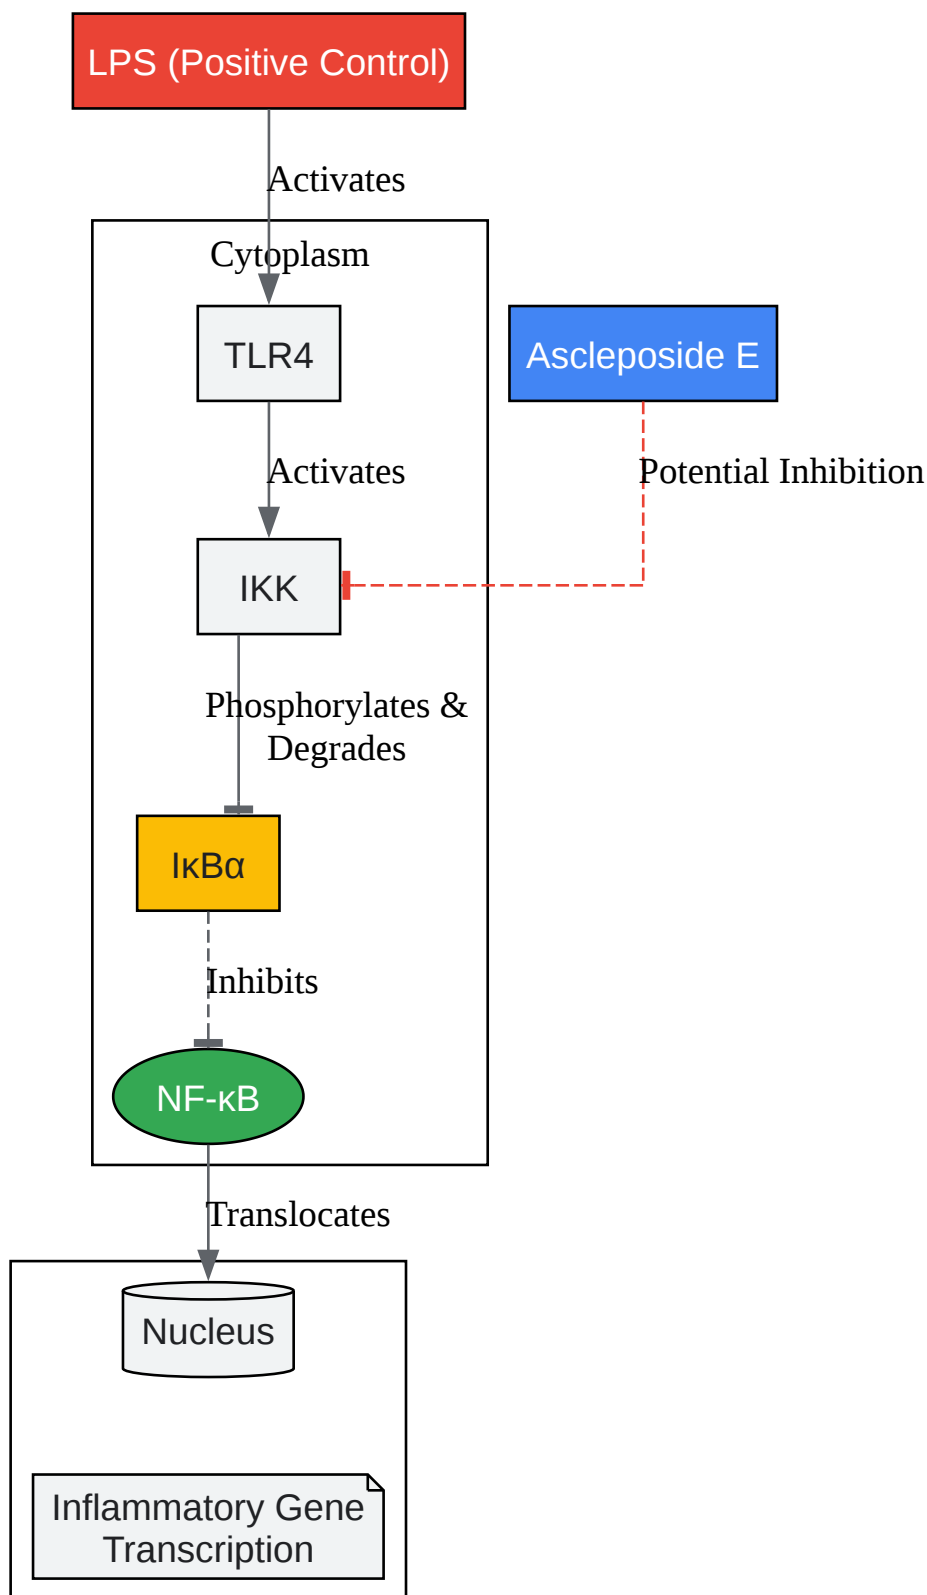 LPS (Positive Control)
Activates
Cytoplasm
TLR4
Ascleposide E
Activates
Potential Inhibition
IKK
Phosphorylates &
Degrades
IκBα
Inhibits
NF-κB
Translocates
Nucleus
Inflammatory Gene
Transcription